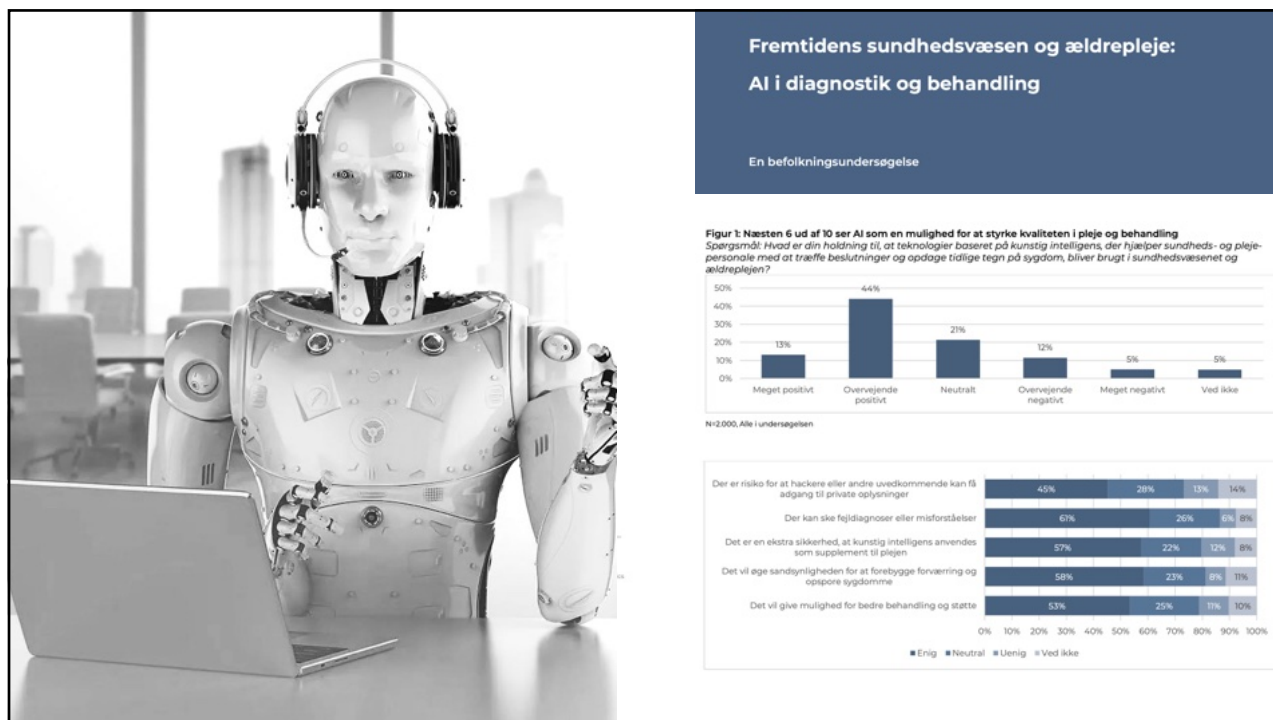 Fremtidens sundhedsvæsen og ældrepleje:
AI i diagnostik og behandling
En befolkningsundersøgelse
Figur 1: Næsten 6 ud af 10 ser AI som en mulighed for at styrke kvaliteten i pleje og behandling
Spørgsmål: Hvad er din holdning til, at teknologier baseret på kunstig intelligens, der hjælper sundheds- og pleje-
personale med at træffe beslutninger og opdage tidlige tegn på sygdom, bliver brugt i sundhedsvæsenet og
ældreplejen?
50%
40%
30%
20%
10%
0%
13%
44%
21%
12%
5%
5%
Meget positivt
Overvejende
positivt
Neutralt
Overvejende
negativt
Meget negativt
Ved ikke
N=2.000, Alle i undersøgelsen
Der er risiko for at hackere eller andre uvedkommende kan få
adgang til private oplysninger
45% 28% 13% 14%
Der kan ske fejldiagnoser eller misforståelser
61% 26% 6% 8%
Det er en ekstra sikkerhed, at kunstig intelligens anvendes
som supplement til plejen
57% 22% 12% 8%
Det vil øge sandsynligheden for at forebygge forværring og
opspore sygdomme
58% 23% 8% 11%
Det vil give mulighed for bedre behandling og støtte
53% 25% 11% 10%
0% 10% 20% 30% 40% 50% 60% 70% 80% 90% 100%
Enig Neutral Uenig Ved ikke